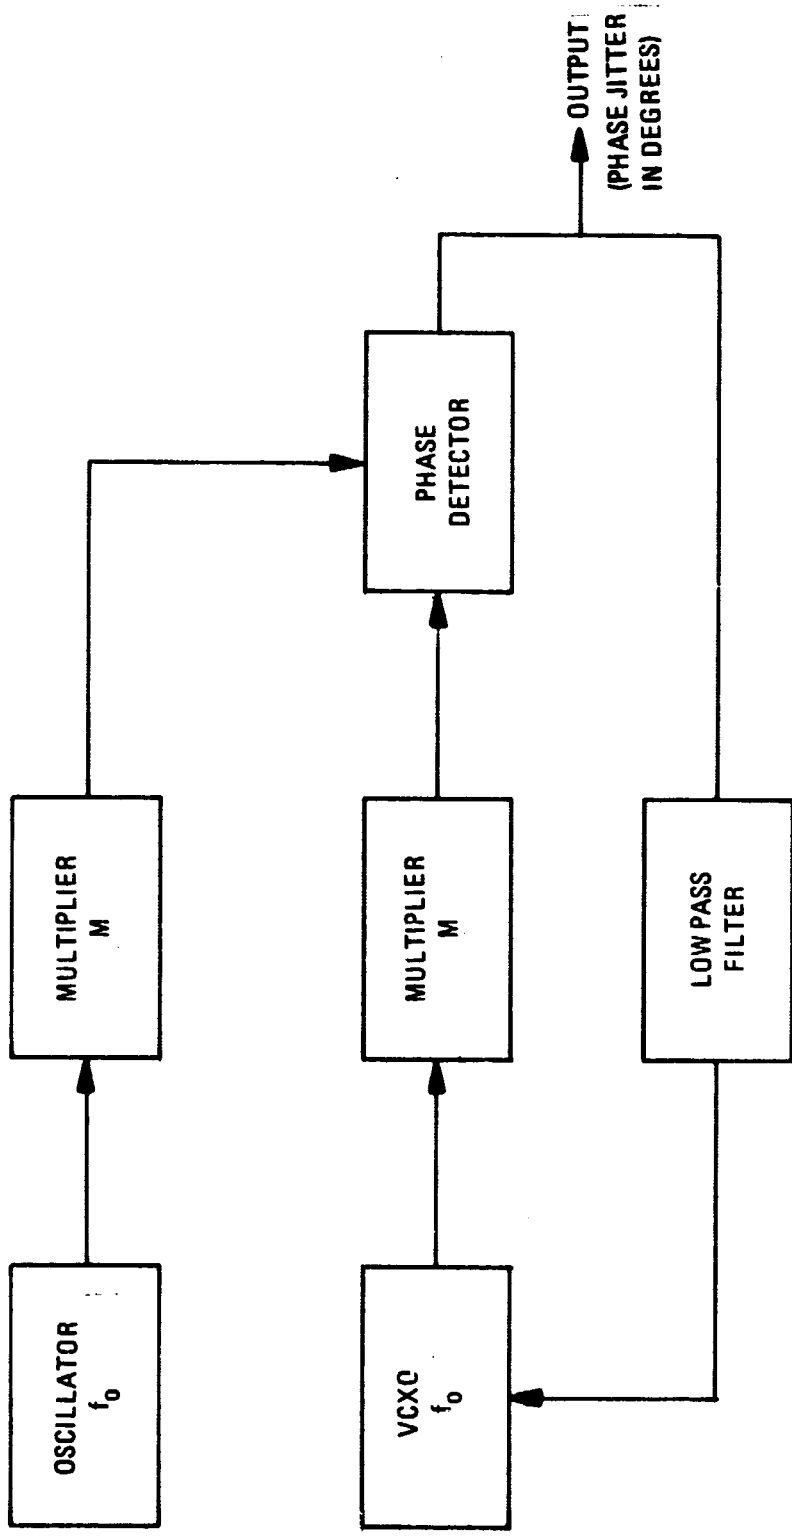 OSCILLATOR
f₀
MULTIPLIER
M
VCXO
f₀
MULTIPLIER
M
PHASE
DETECTOR
LOW PASS
FILTER
OUTPUT
(PHASE JITTER
IN DEGREES)